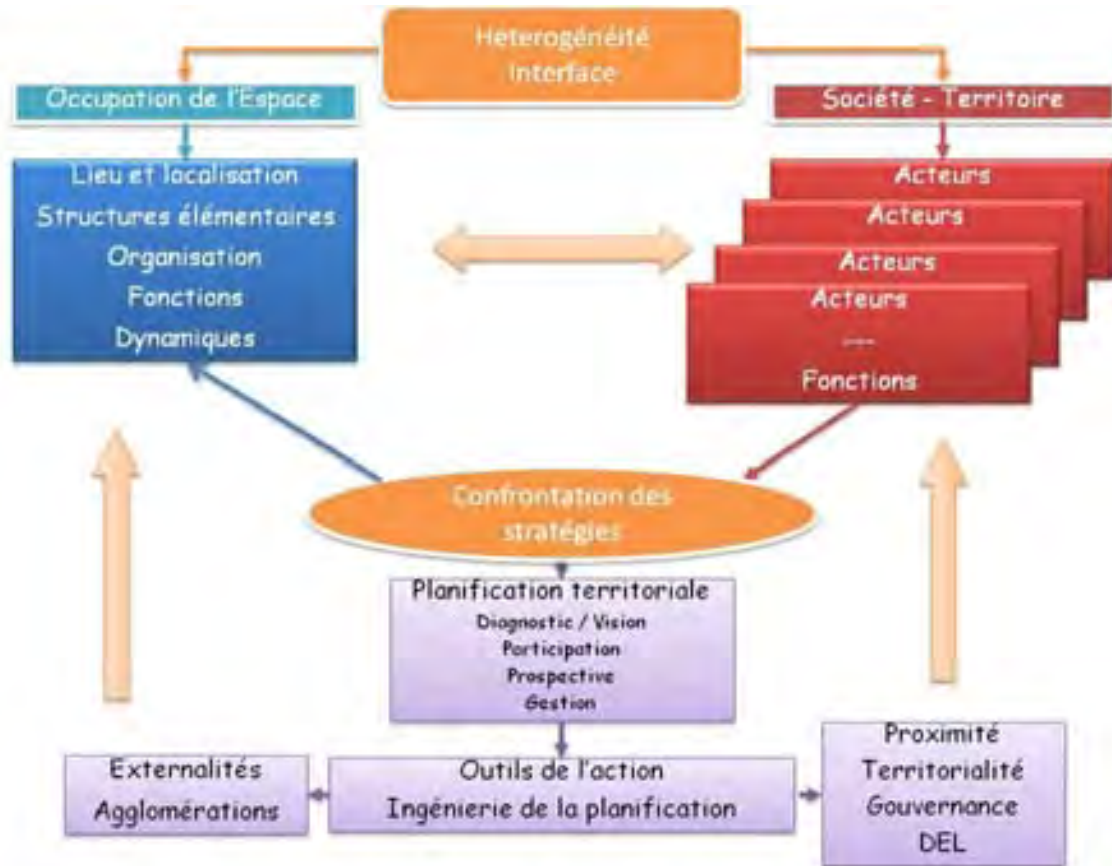 Hétérogénéité
Interface
Occupation de l'Espace
Société - Territoire
Lieu et localisation
Structures élémentaires
Organisation
Fonctions
Dynamiques
Acteurs
Acteurs
Acteurs
Acteurs
----
Fonctions
Confrontation des
stratégies
Planification territoriale
Diagnostic / Vision
Participation
Prospective
Gestion
Externalités
Agglomérations
Outils de l'action
Ingénierie de la planification
Proximité
Territorialité
Gouvernance
DEL